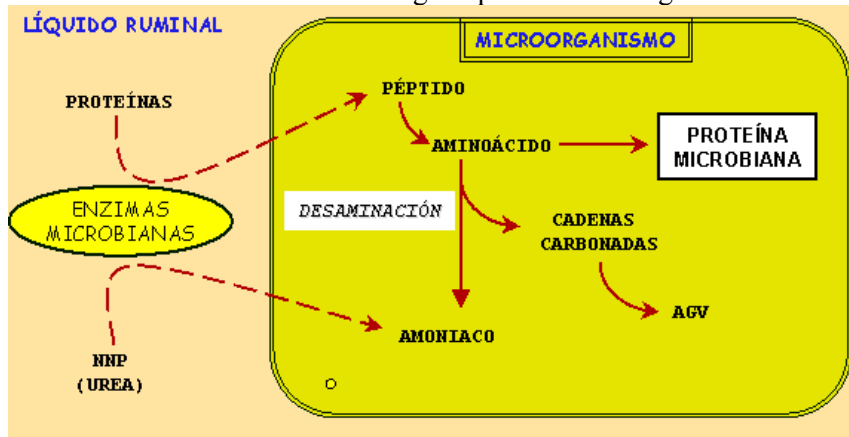 LÍQUIDO RUMINAL
MICROORGANISMO
PROTEÍNAS
PÉPTIDO
AMINOÁCIDO
PROTEÍNA
MICROBIANA
ENZIMAS
MICROBIANAS
DESAMINACIÓN
CADENAS
CARBONADAS
AGV
AMONIACO
NNP
(UREA)